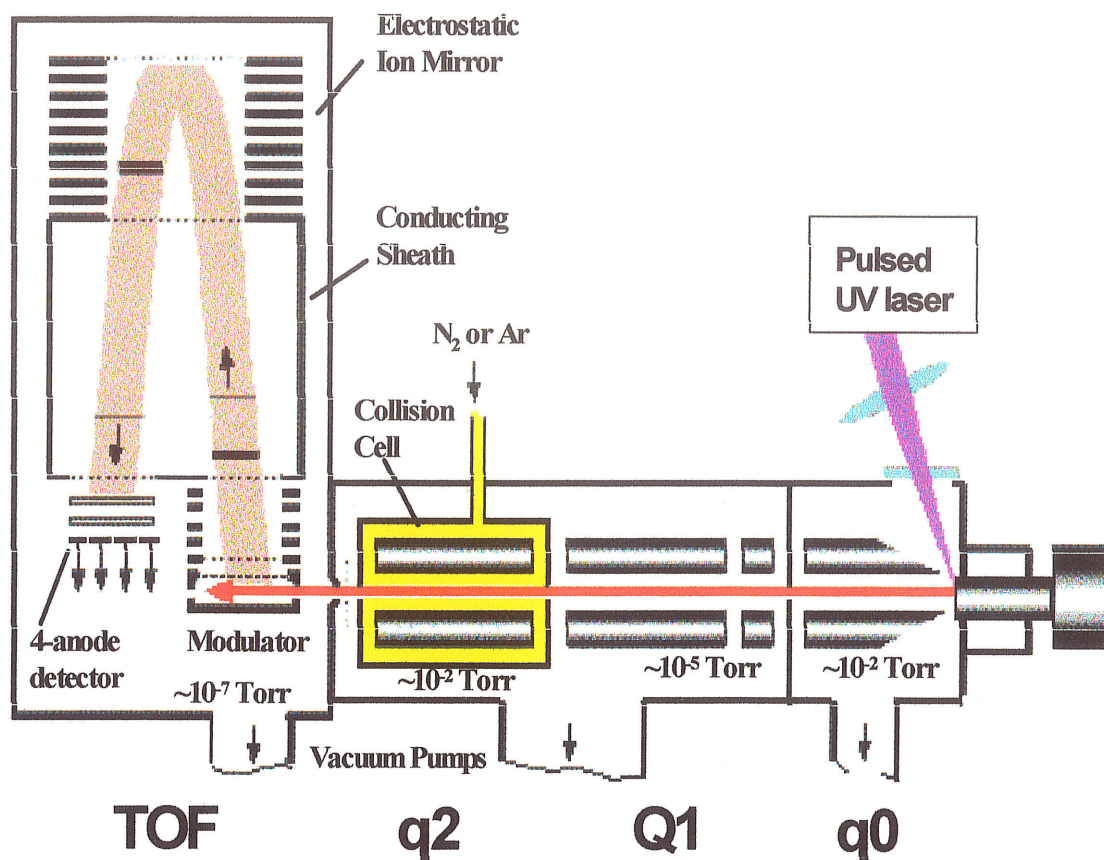 Electrostatic
Ion Mirror
Conducting
Sheath
Pulsed
UV laser
N₂ or Ar
Collision
Cell
4-anode
detector
Modulator
~10⁻⁷ Torr
~10⁻² Torr
~10⁻⁵ Torr
~10⁻² Torr
Vacuum Pumps
TOF
q2
Q1
q0